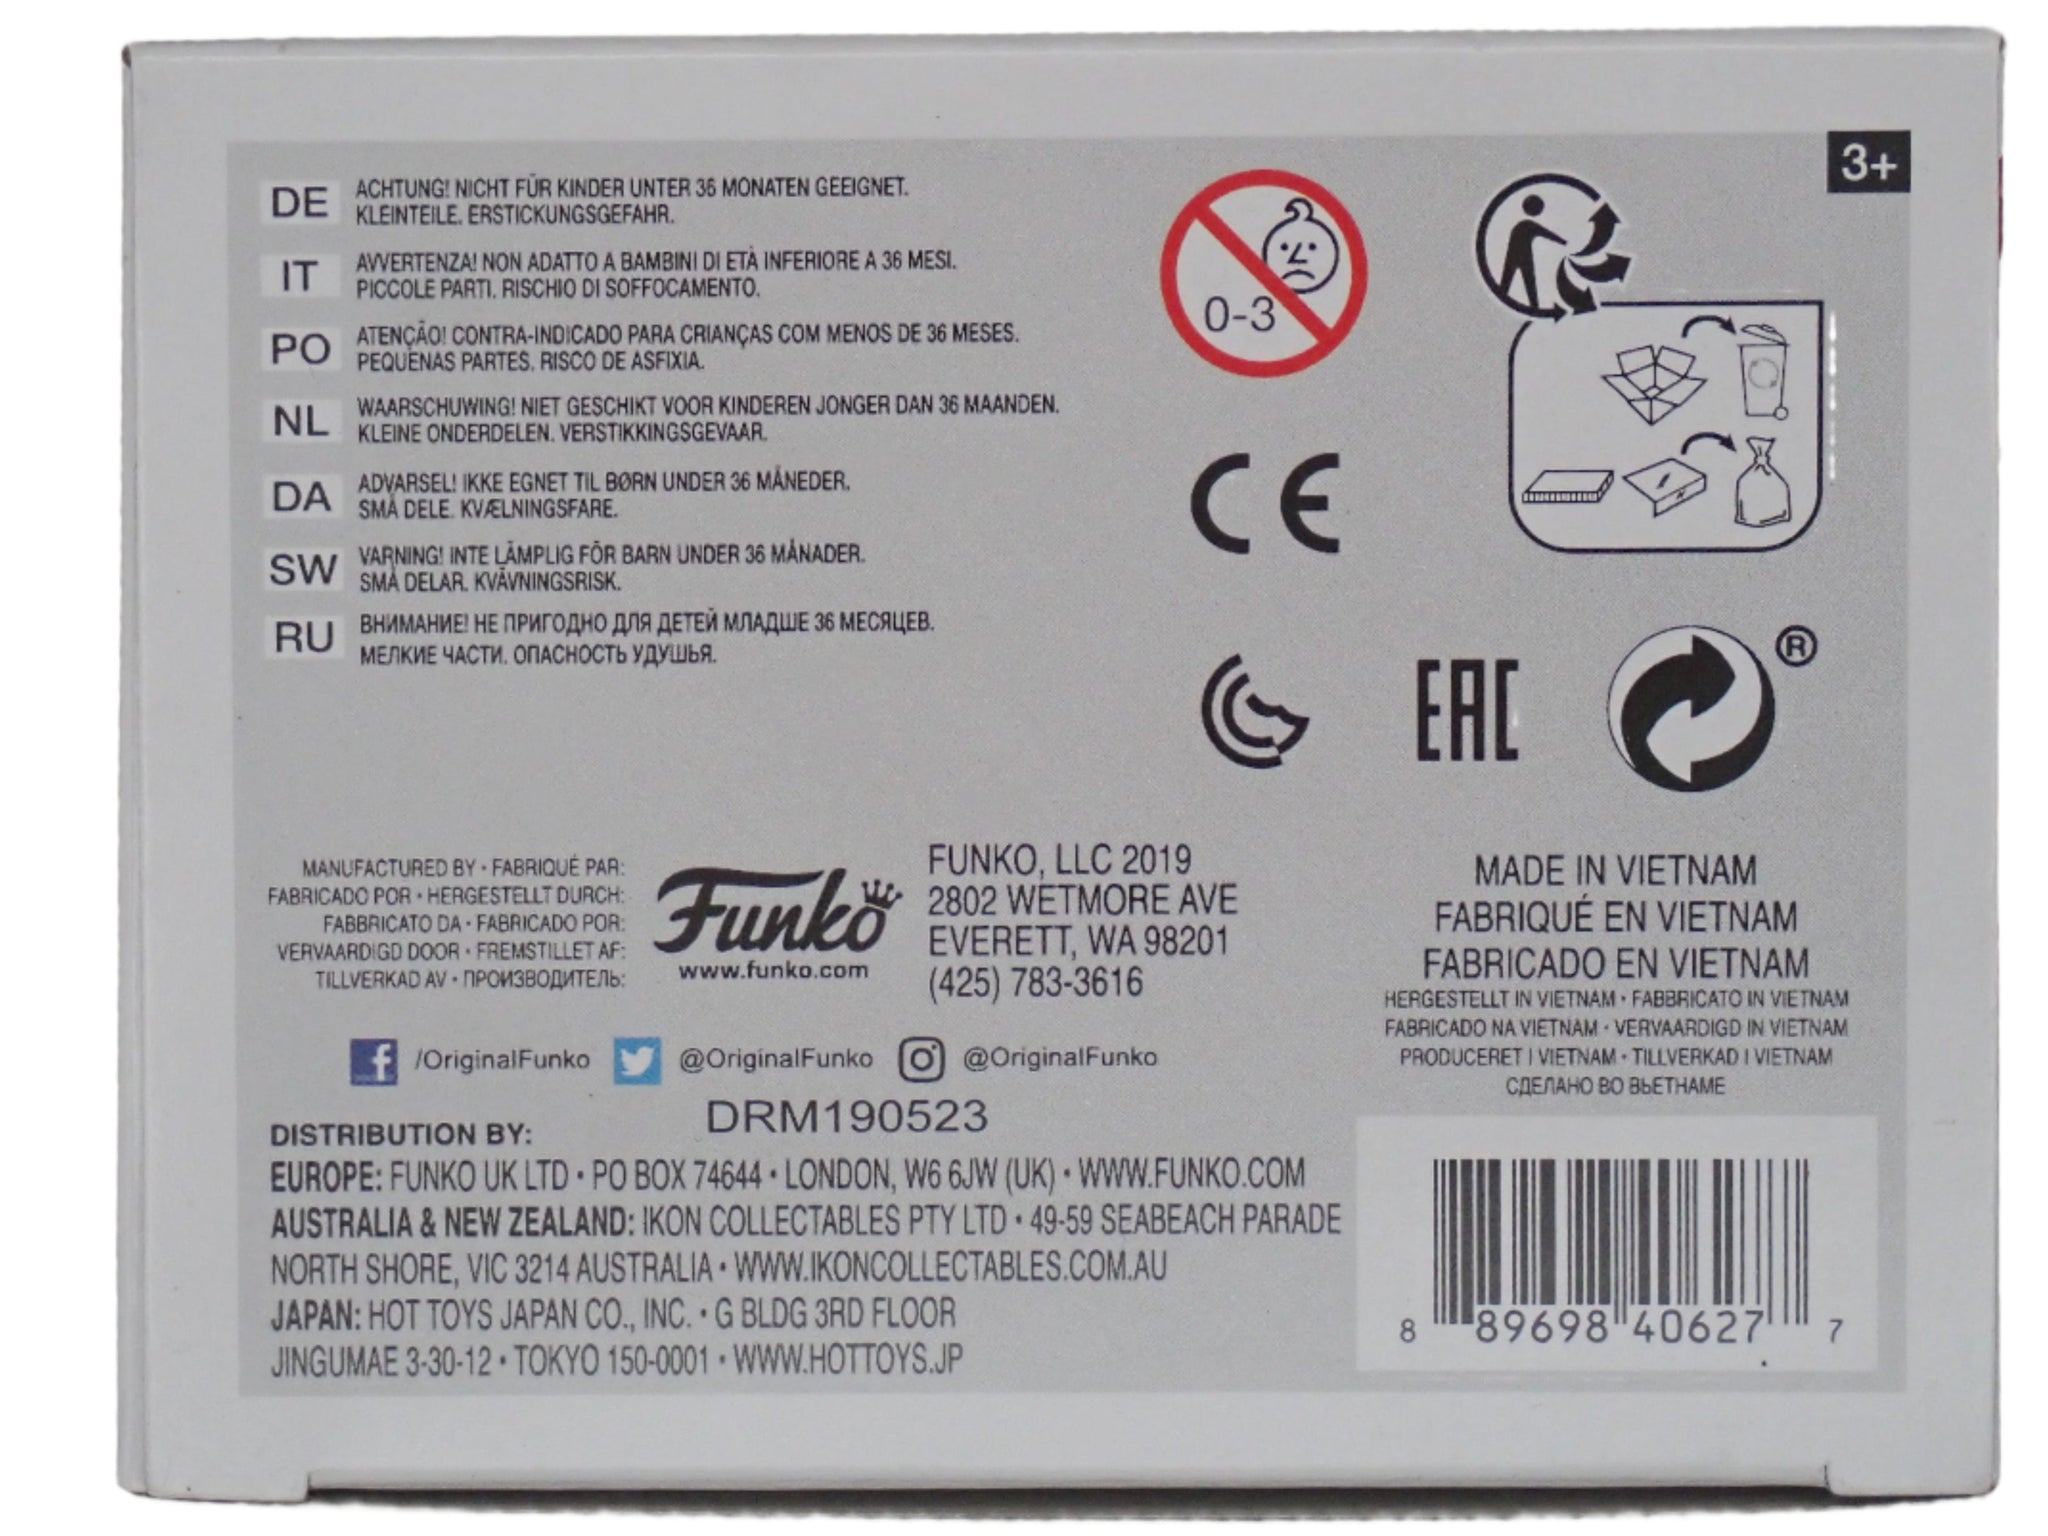 3+
DE ACHTUNG! NICHT FÜR KINDER UNTER 36 MONATEN GEEIGNET.
KLEINTEILE. ERSTICKUNGSGEFAHR.
IT AVVERTENZA! NON ADATTO A BAMBINI DI ETÀ INFERIORE A 36 MESI.
PICCOLE PARTI. RISCHIO DI SOFFOCAMENTO.
PO ATENÇÃO! CONTRA-INDICADO PARA CRIANÇAS COM MENOS DE 36 MESES.
PEQUENAS PARTES. RISCO DE ASFIXIA.
NL WAARSCHUWING! NIET GESCHIKT VOOR KINDEREN JONGER DAN 36 MAANDEN.
KLEINE ONDERDELEN. VERSTIKKINGSGEVAAR.
DA ADVARSEL! IKKE EGNET TIL BØRN UNDER 36 MÅNEDER.
SMÅ DELE. KVÆLNINGSFARE.
SW VARNING! INTE LÄMPLIG FÖR BARN UNDER 36 MÅNADER.
SMÅ DELAR. KVÄVNINGSRISK.
RU ВНИМАНИЕ! НЕ ПРИГОДНО ДЛЯ ДЕТЕЙ МЛАДШЕ 36 МЕСЯЦЕВ.
МЕЛКИЕ ЧАСТИ. ОПАСНОСТЬ УДУШЬЯ.
0-3
CE
EAC
®
MANUFACTURED BY • FABRIQUÉ PAR:
FABRICADO POR • HERGESTELLT DURCH:
FABBRICATO DA • FABRICADO POR:
VERVAARDIGD DOOR • FREMSTILLET AF:
TILLVERKAD AV • ПРОИЗВОДИТЕЛЬ:
Funko
www.funko.com
FUNKO, LLC 2019
2802 WETMORE AVE
EVERETT, WA 98201
(425) 783-3616
MADE IN VIETNAM
FABRIQUÉ EN VIETNAM
FABRICADO EN VIETNAM
HERGESTELLT IN VIETNAM • FABBRICATO IN VIETNAM
FABRICADO NA VIETNAM • VERVAARDIGD IN VIETNAM
PRODUCERET I VIETNAM • TILLVERKAD I VIETNAM
СДЕЛАНО ВО ВЬЕТНАМЕ
/OriginalFunko @OriginalFunko @OriginalFunko
DRM190523
DISTRIBUTION BY:
EUROPE: FUNKO UK LTD • PO BOX 74644 • LONDON, W6 6JW (UK) • WWW.FUNKO.COM
AUSTRALIA & NEW ZEALAND: IKON COLLECTABLES PTY LTD • 49-59 SEABEACH PARADE
NORTH SHORE, VIC 3214 AUSTRALIA • WWW.IKONCOLLECTABLES.COM.AU
JAPAN: HOT TOYS JAPAN CO., INC. • G BLDG 3RD FLOOR
JINGUMAE 3-30-12 • TOKYO 150-0001 • WWW.HOTTOYS.JP
8 89698 40627 7